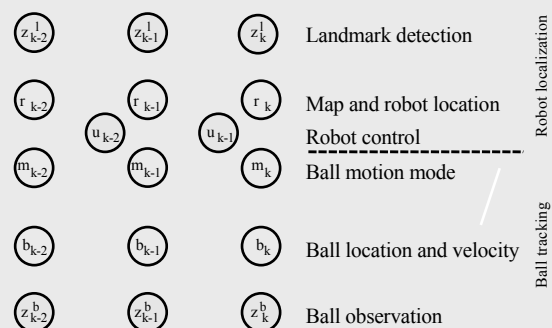 z^l_{k-2} z^l_{k-1} z^l_k Landmark detection
r_{k-2} r_{k-1} r_k Map and robot location
u_{k-2} u_{k-1} Robot control
m_{k-2} m_{k-1} m_k Ball motion mode
b_{k-2} b_{k-1} b_k Ball location and velocity
z^b_{k-2} z^b_{k-1} z^b_k Ball observation
Robot localization
Ball tracking